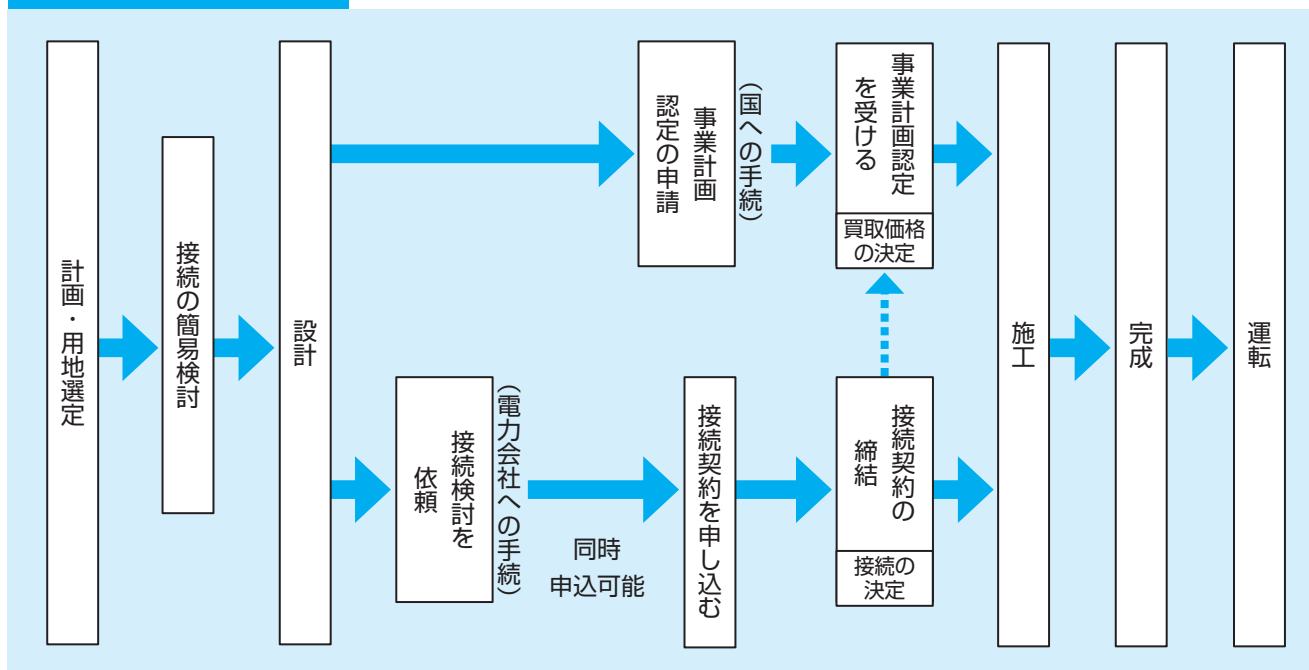 計画・用地選定
接続の簡易検討
設計
事業計画
認定の申請
（国への手続）
事業計画認定
を受ける
買取価格
の決定
接続検討を
依頼
（電力会社への手続）
同時
申込可能
接続契約を申し込む
接続契約の
締結
接続の
決定
施工
完成
運転